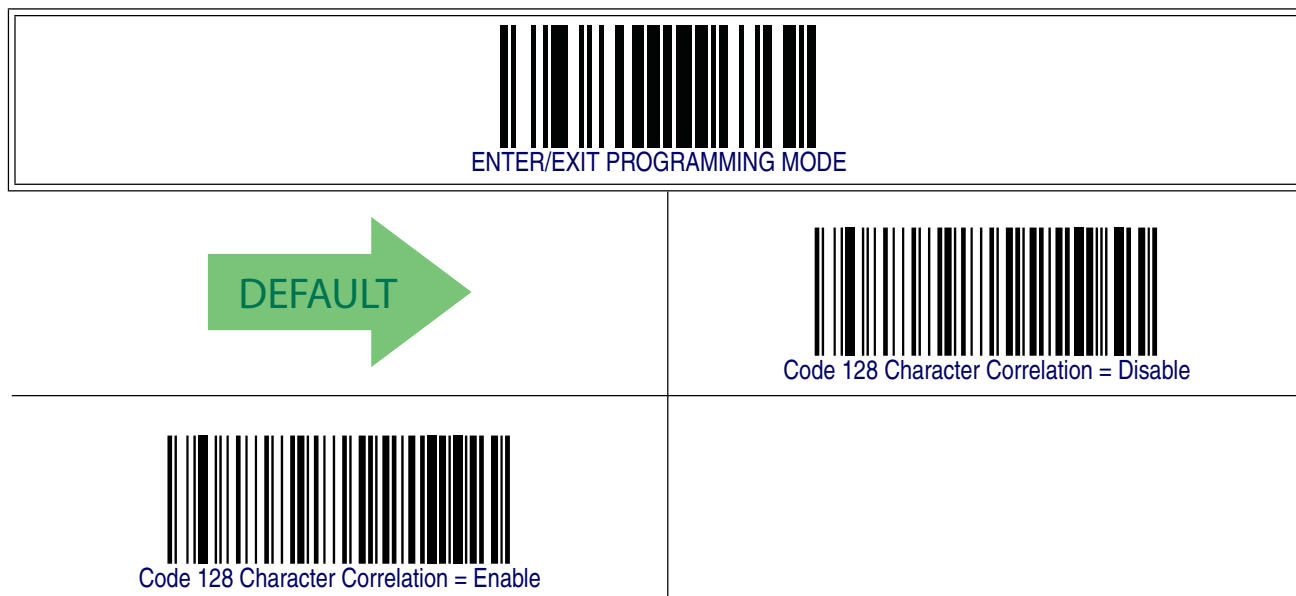 ENTER/EXIT PROGRAMMING MODE
DEFAULT
Code 128 Character Correlation = Disable
Code 128 Character Correlation = Enable